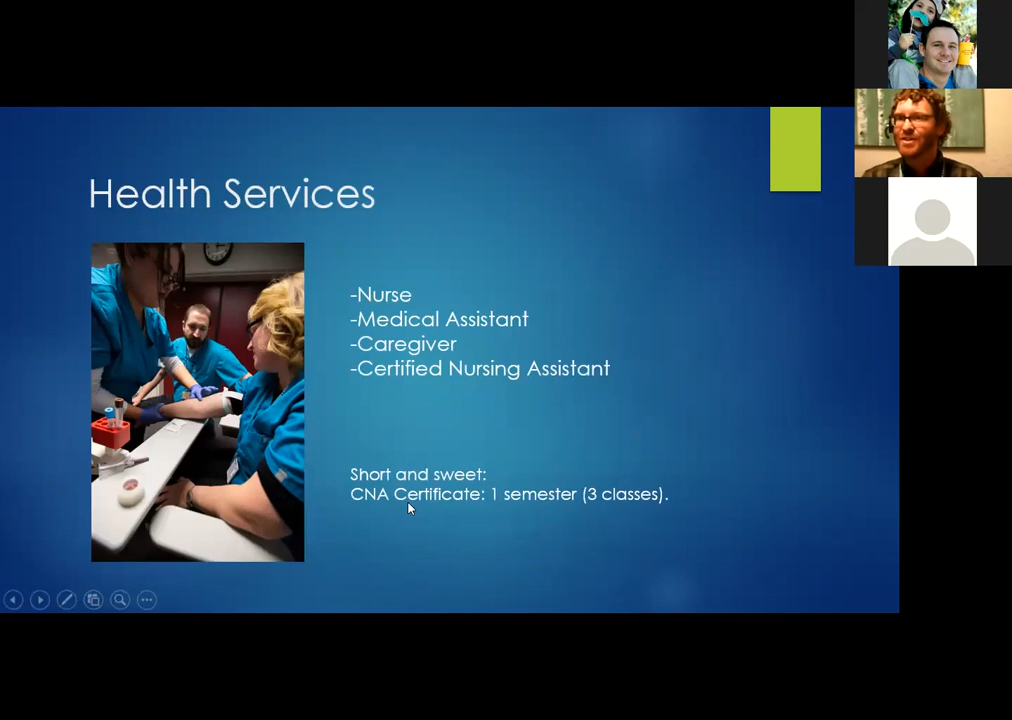 Health Services
-Nurse
-Medical Assistant
-Caregiver
-Certified Nursing Assistant
Short and sweet:
CNA Certificate: 1 semester (3 classes).